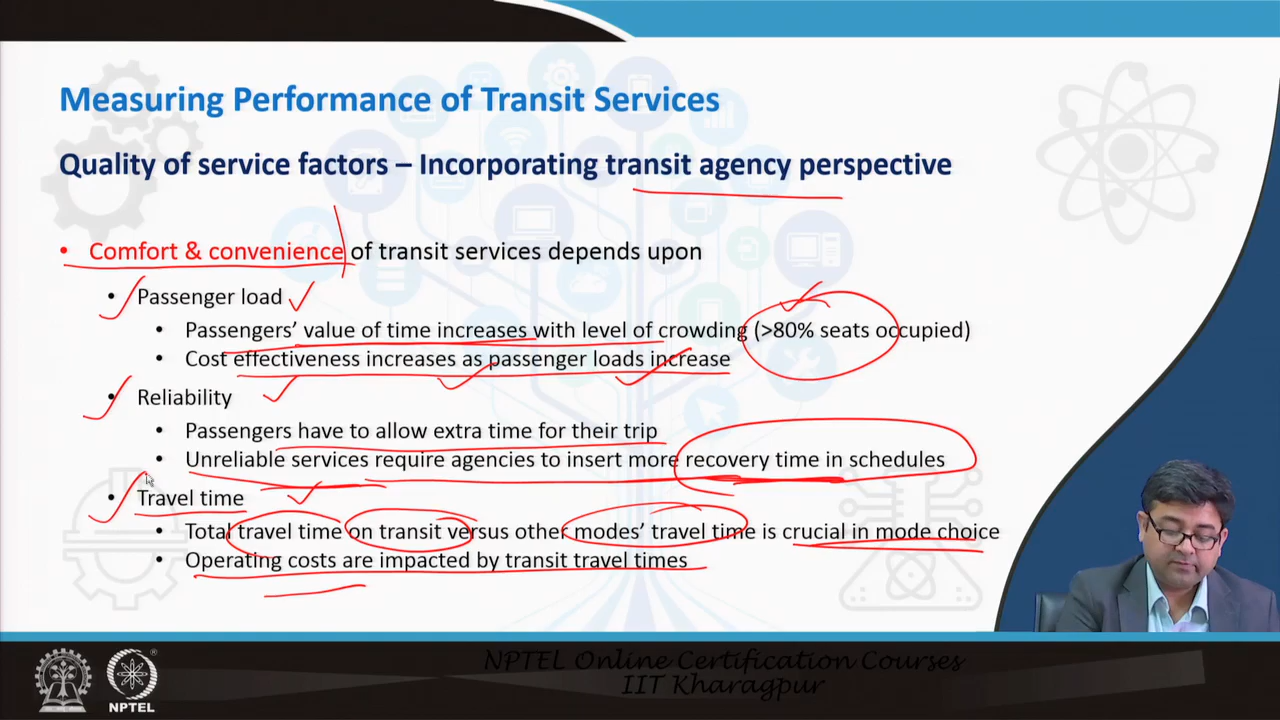 Measuring Performance of Transit Services
Quality of service factors – Incorporating transit agency perspective
• Comfort & convenience of transit services depends upon
• Passenger load
• Passengers' value of time increases with level of crowding (>80% seats occupied)
• Cost effectiveness increases as passenger loads increase
• Reliability
• Passengers have to allow extra time for their trip
• Unreliable services require agencies to insert more recovery time in schedules
• Travel time
• Total travel time on transit versus other modes' travel time is crucial in mode choice
• Operating costs are impacted by transit travel times
NPTEL Online Certification Courses
IIT Kharagpur
NPTEL